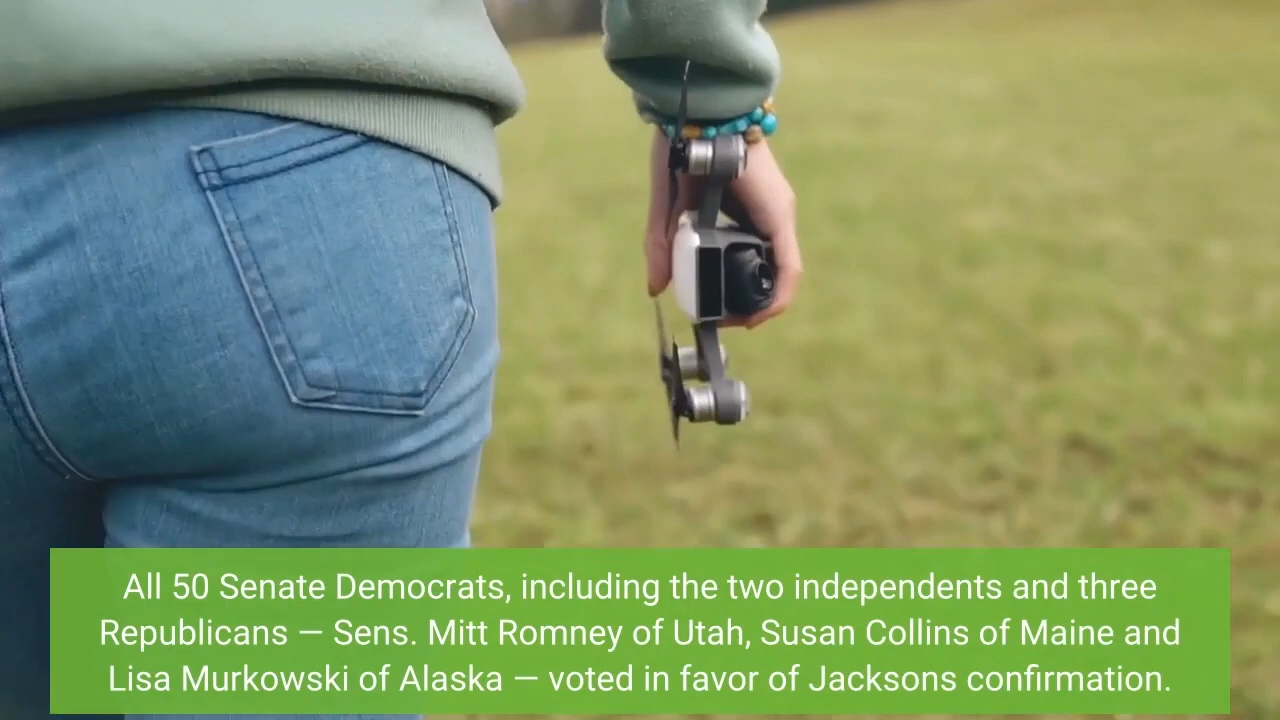 All 50 Senate Democrats, including the two independents and three
Republicans — Sens. Mitt Romney of Utah, Susan Collins of Maine and
Lisa Murkowski of Alaska — voted in favor of Jacksons confirmation.